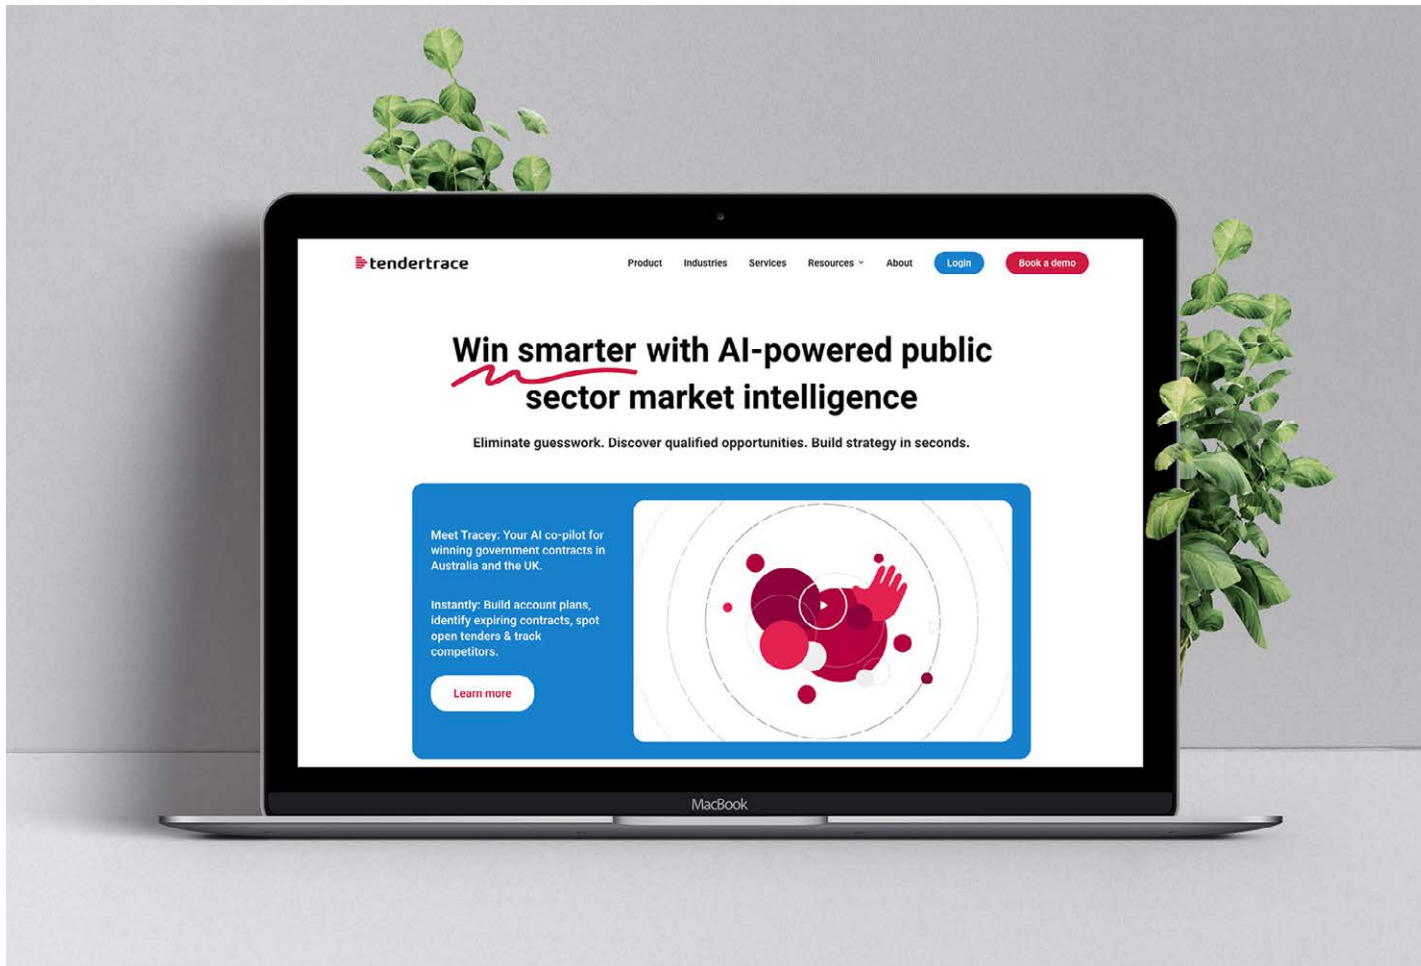 tendertrace
Product Industries Services Resources About Login Book a demo
Win smarter with AI-powered public
sector market intelligence
Eliminate guesswork. Discover qualified opportunities. Build strategy in seconds.
Meet Tracey: Your AI co-pilot for
winning government contracts in
Australia and the UK.
Instantly: Build account plans,
identify expiring contracts, spot
open tenders & track
competitors.
Learn more
MacBook